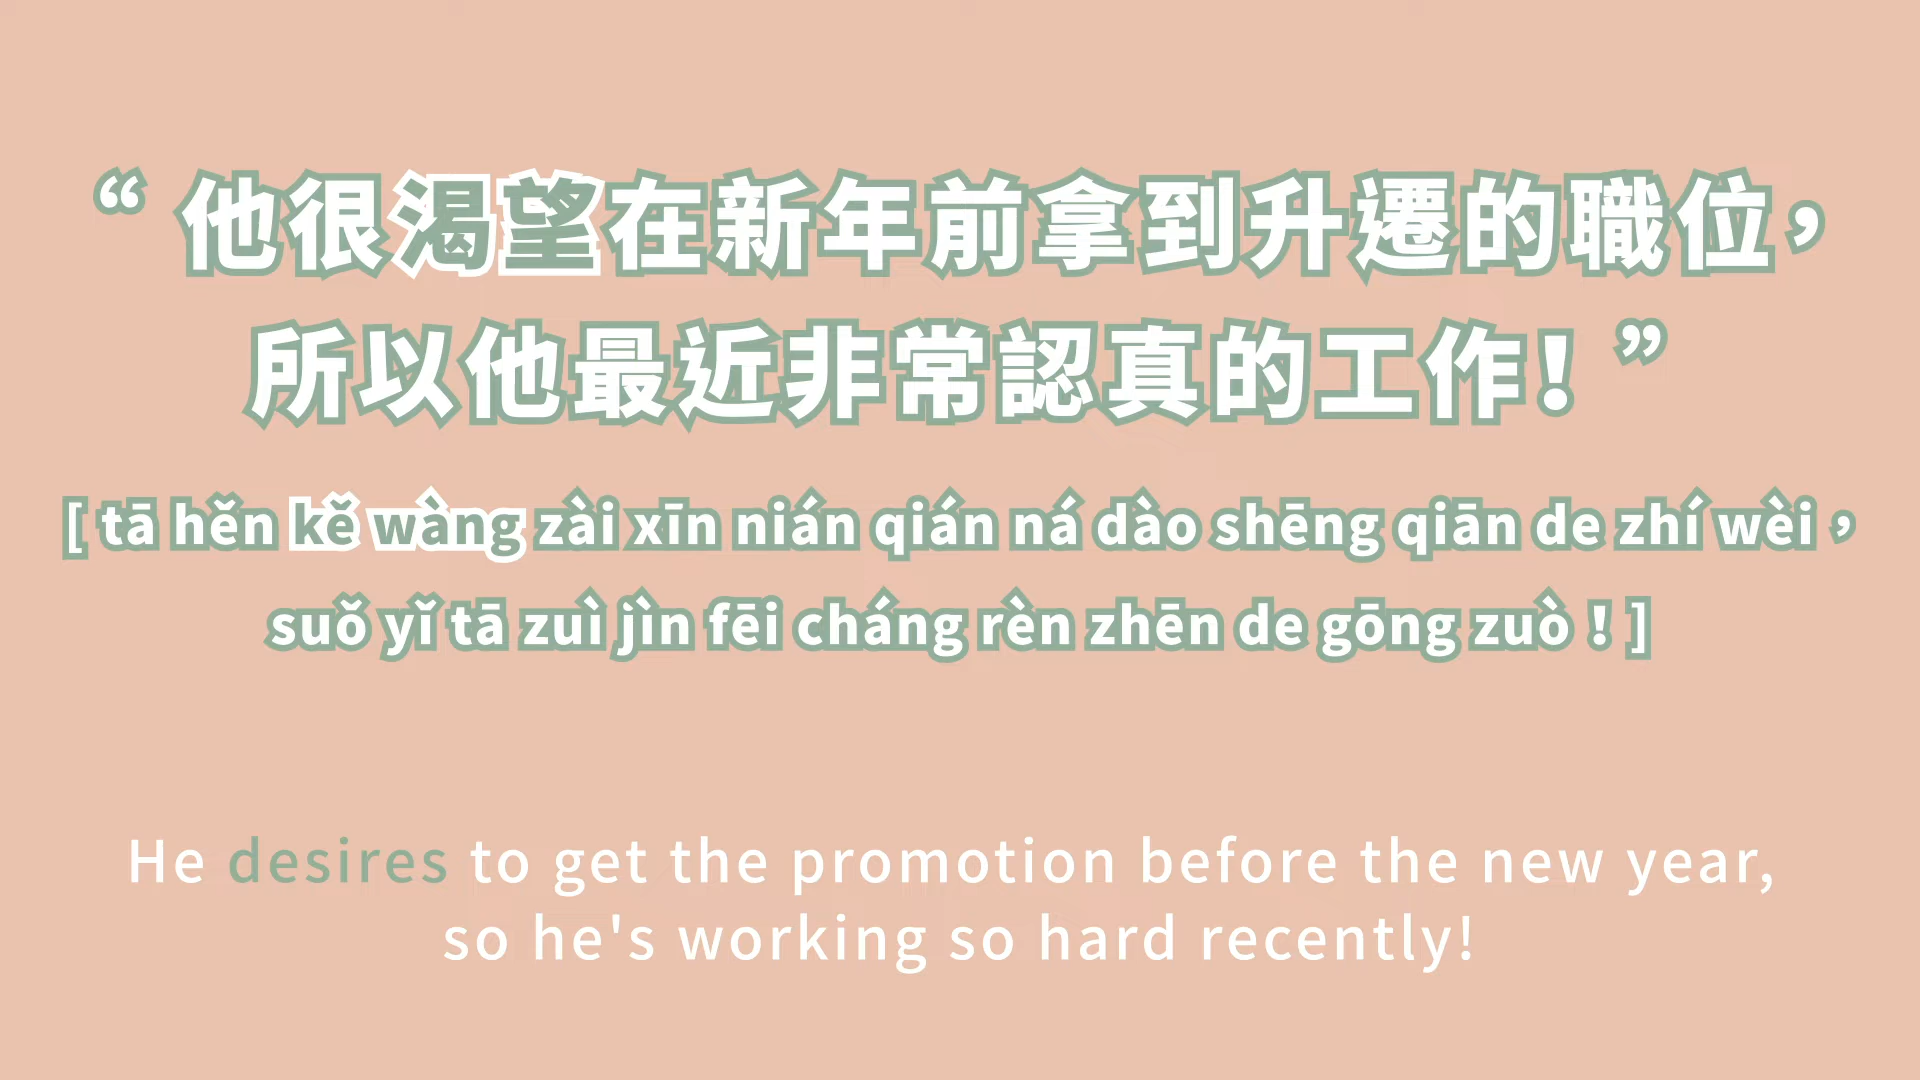 “ 他很渴望在新年前拿到升遷的職位，
所以他最近非常認真的工作！”
[ tā hěn kě wàng zài xīn nián qián ná dào shēng qiān de zhí wèi ,
suǒ yǐ tā zuì jìn fēi cháng rèn zhēn de gōng zuò ! ]
He desires to get the promotion before the new year,
so he's working so hard recently!